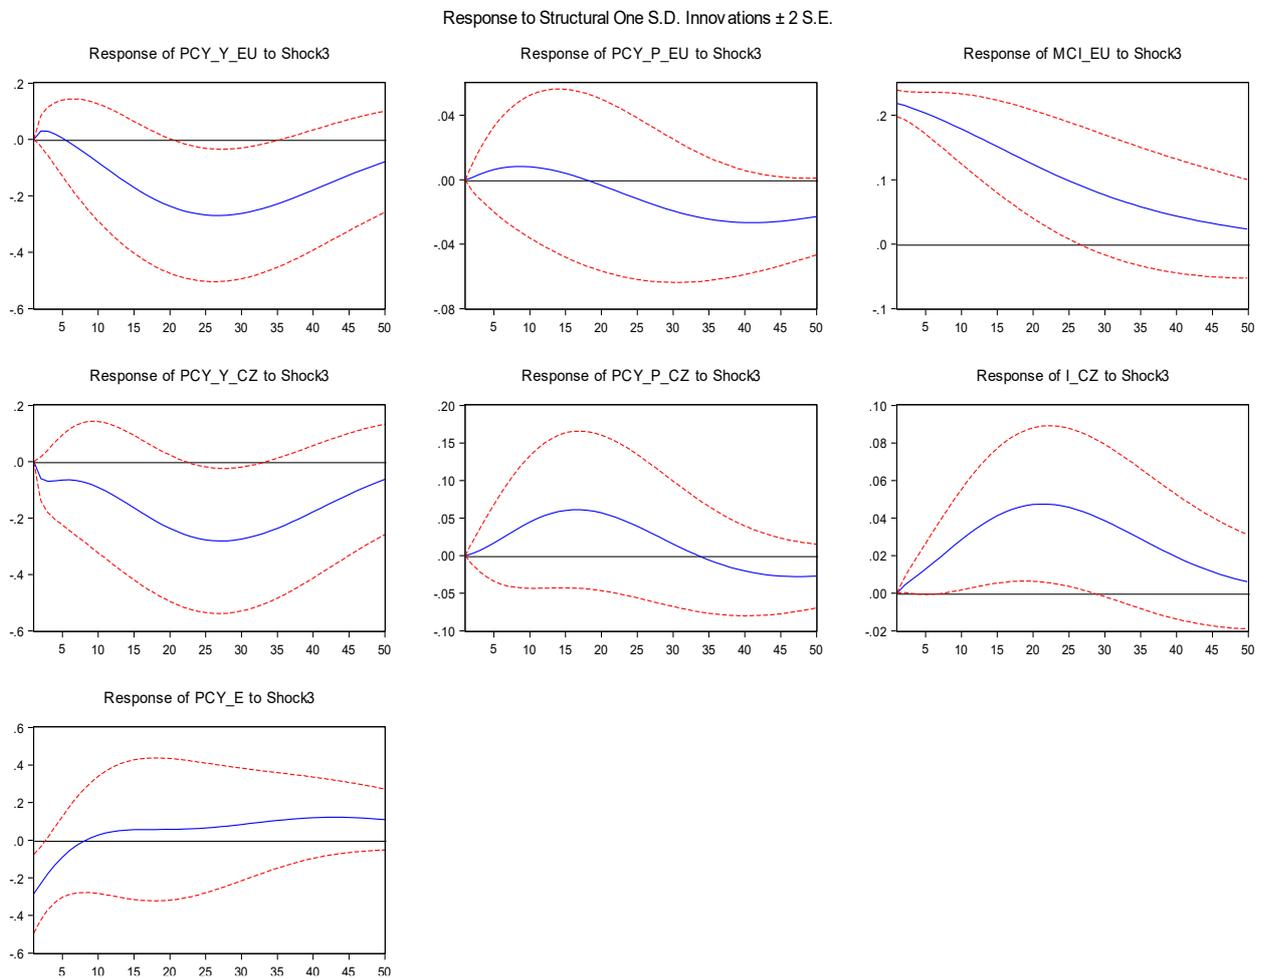 Response to Structural One S.D. Innovations ± 2 S.E.
Response of PCY_Y_EU to Shock3
.2
.0
-.2
-.4
-.6
5 10 15 20 25 30 35 40 45 50
Response of PCY_P_EU to Shock3
.04
.00
-.04
-.08
5 10 15 20 25 30 35 40 45 50
Response of MCI_EU to Shock3
.2
.1
.0
-.1
5 10 15 20 25 30 35 40 45 50
Response of PCY_Y_CZ to Shock3
.2
.0
-.2
-.4
-.6
5 10 15 20 25 30 35 40 45 50
Response of PCY_P_CZ to Shock3
.20
.15
.10
.05
.00
-.05
-.10
5 10 15 20 25 30 35 40 45 50
Response of I_CZ to Shock3
.10
.08
.06
.04
.02
.00
-.02
5 10 15 20 25 30 35 40 45 50
Response of PCY_E to Shock3
.6
.4
.2
.0
-.2
-.4
-.6
5 10 15 20 25 30 35 40 45 50